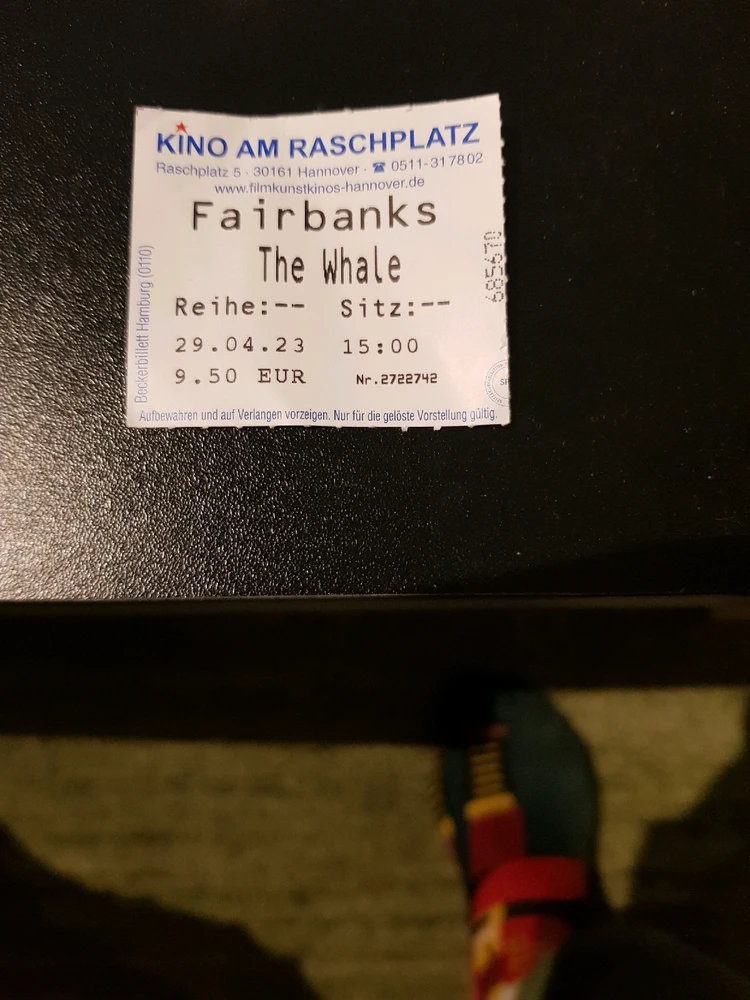 KINO AM RASCHPLATZ
Raschplatz 5 · 30161 Hannover · ☎ 0511-317802
www.filmkunstkinos-hannover.de
Fairbanks
The Whale
Reihe:-- Sitz:--
29.04.23 15:00
9.50 EUR Nr.2722742
Aufbewahren und auf Verlangen vorzeigen. Nur für die gelöste Vorstellung gültig.
Beckerbillett Hamburg (0110)